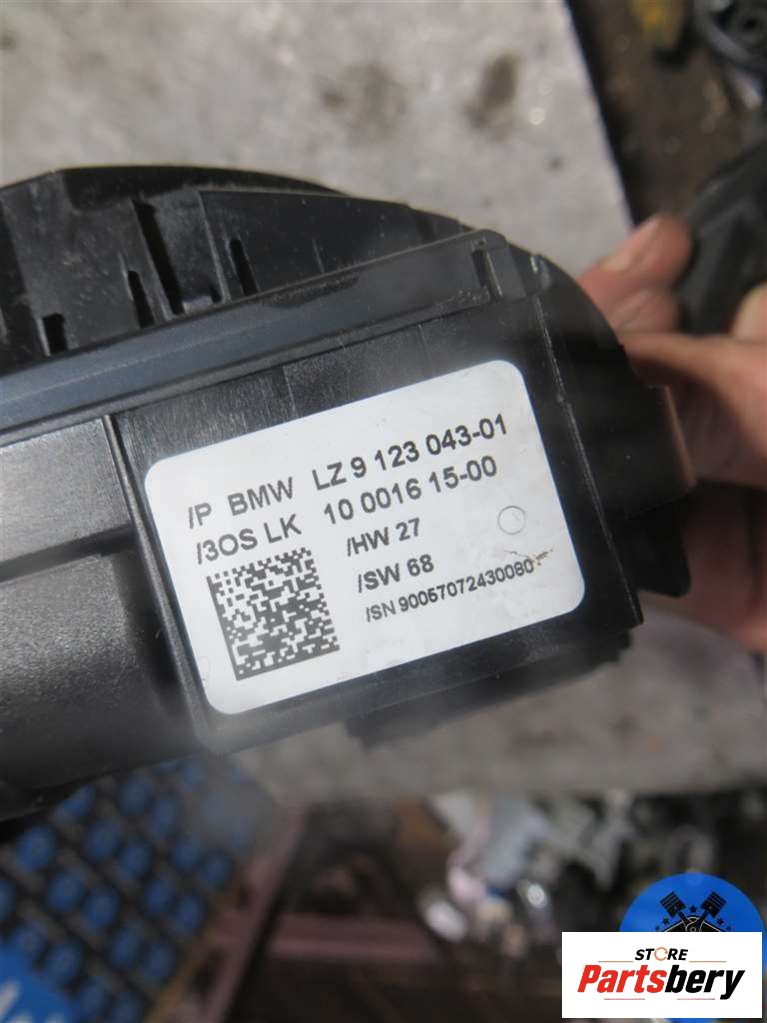 /P BMW LZ 9 123 043-01
/3OS LK 10 0016 15-00
/HW 27
/SW 68
/SN 90057072430080
STORE
Partsbery